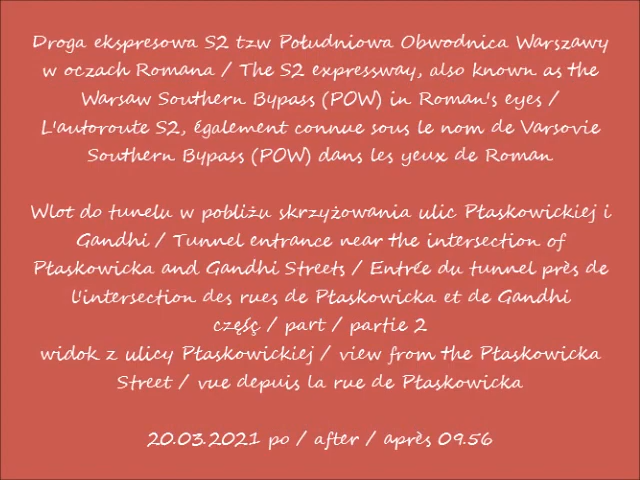 Droga ekspresowa S2 tzw Południowa Obwodnica Warszawy
w oczach Romana / The S2 expressway, also known as the
Warsaw Southern Bypass (POW) in Roman's eyes /
L'autoroute S2, également connue sous le nom de Varsovie
Southern Bypass (POW) dans les yeux de Roman
Wlot do tunelu w pobliżu skrzyżowania ulic Płaskowickiej i
Gandhi / Tunnel entrance near the intersection of
Płaskowicka and Gandhi Streets / Entrée du tunnel près de
l'intersection des rues de Płaskowicka et de Gandhi
częśç / part / partie 2
widok z ulicy Płaskowickiej / view from the Płaskowicka
Street / vue depuis la rue de Płaskowicka
20.03.2021 po / after / après 09.56